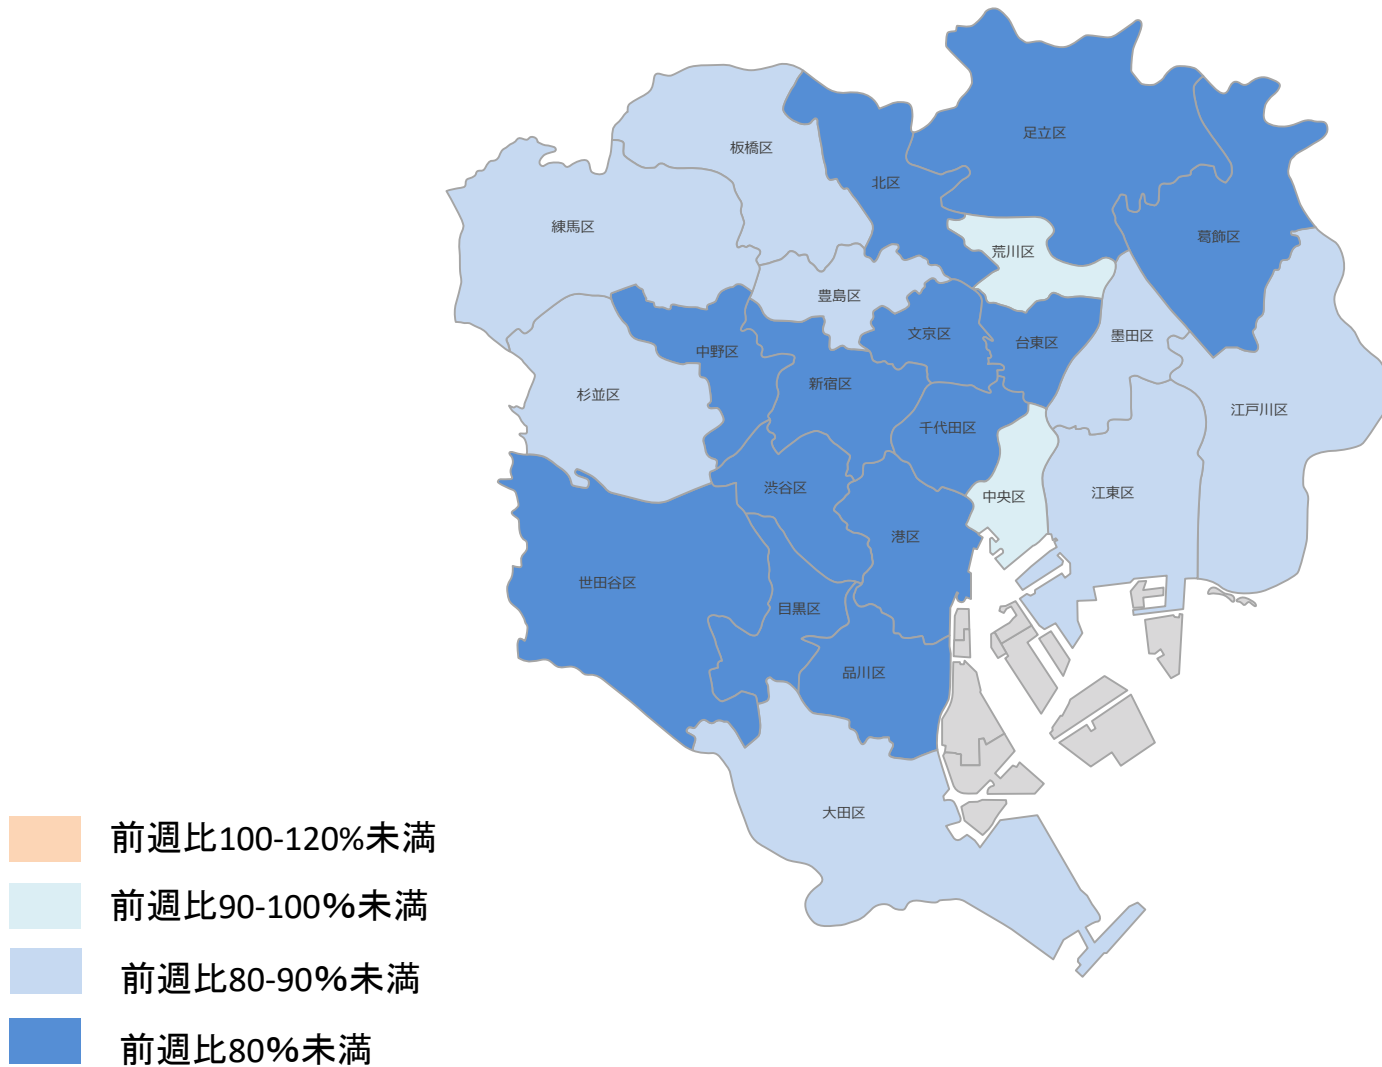 足立区
板橋区
北区
練馬区
葛飾区
荒川区
豊島区
文京区
台東区
墨田区
中野区
新宿区
杉並区
江戸川区
千代田区
渋谷区
中央区
江東区
港区
世田谷区
目黒区
品川区
大田区
前週比100-120%未満
前週比90-100%未満
前週比80-90%未満
前週比80%未満